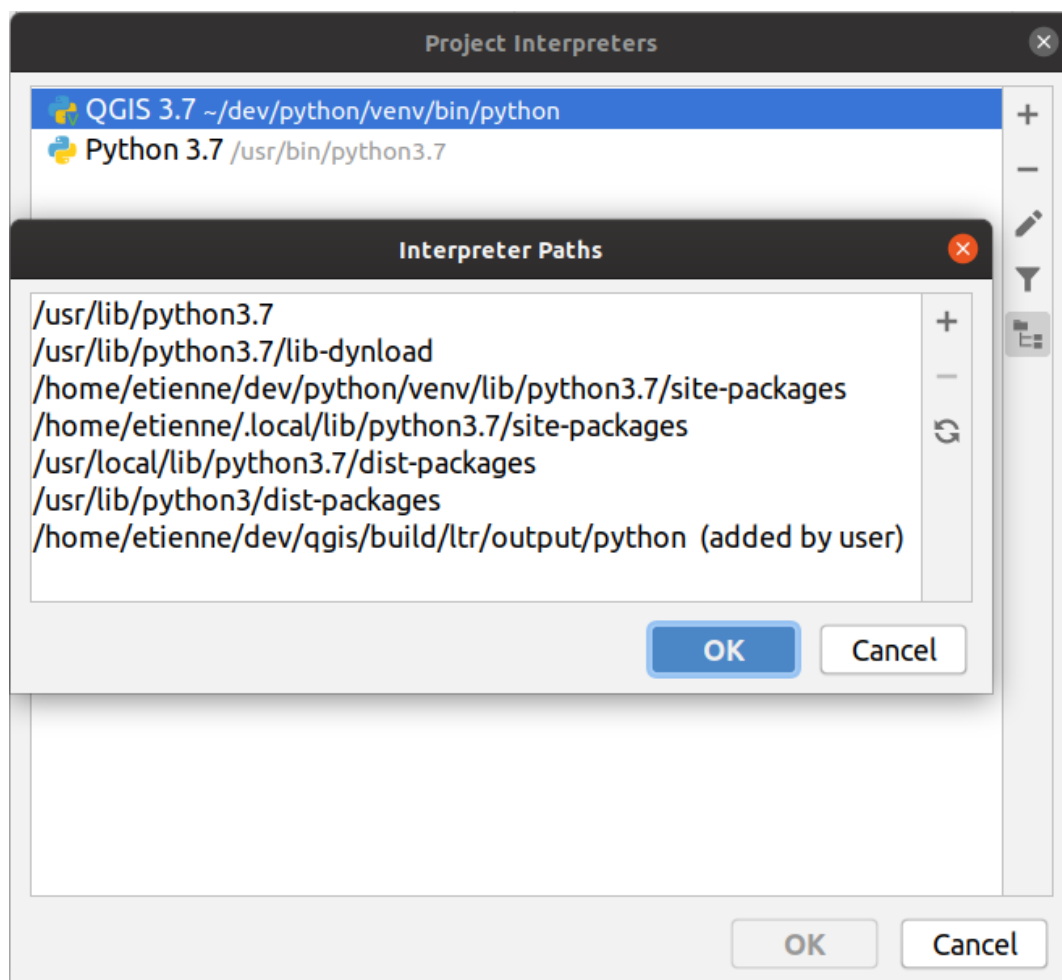 Project Interpreters
QGIS 3.7 ~/dev/python/venv/bin/python
Python 3.7 /usr/bin/python3.7
Interpreter Paths
/usr/lib/python3.7
/usr/lib/python3.7/lib-dynload
/home/etienne/dev/python/venv/lib/python3.7/site-packages
/home/etienne/.local/lib/python3.7/site-packages
/usr/local/lib/python3.7/dist-packages
/usr/lib/python3/dist-packages
/home/etienne/dev/qgis/build/ltr/output/python (added by user)
OK Cancel
OK Cancel